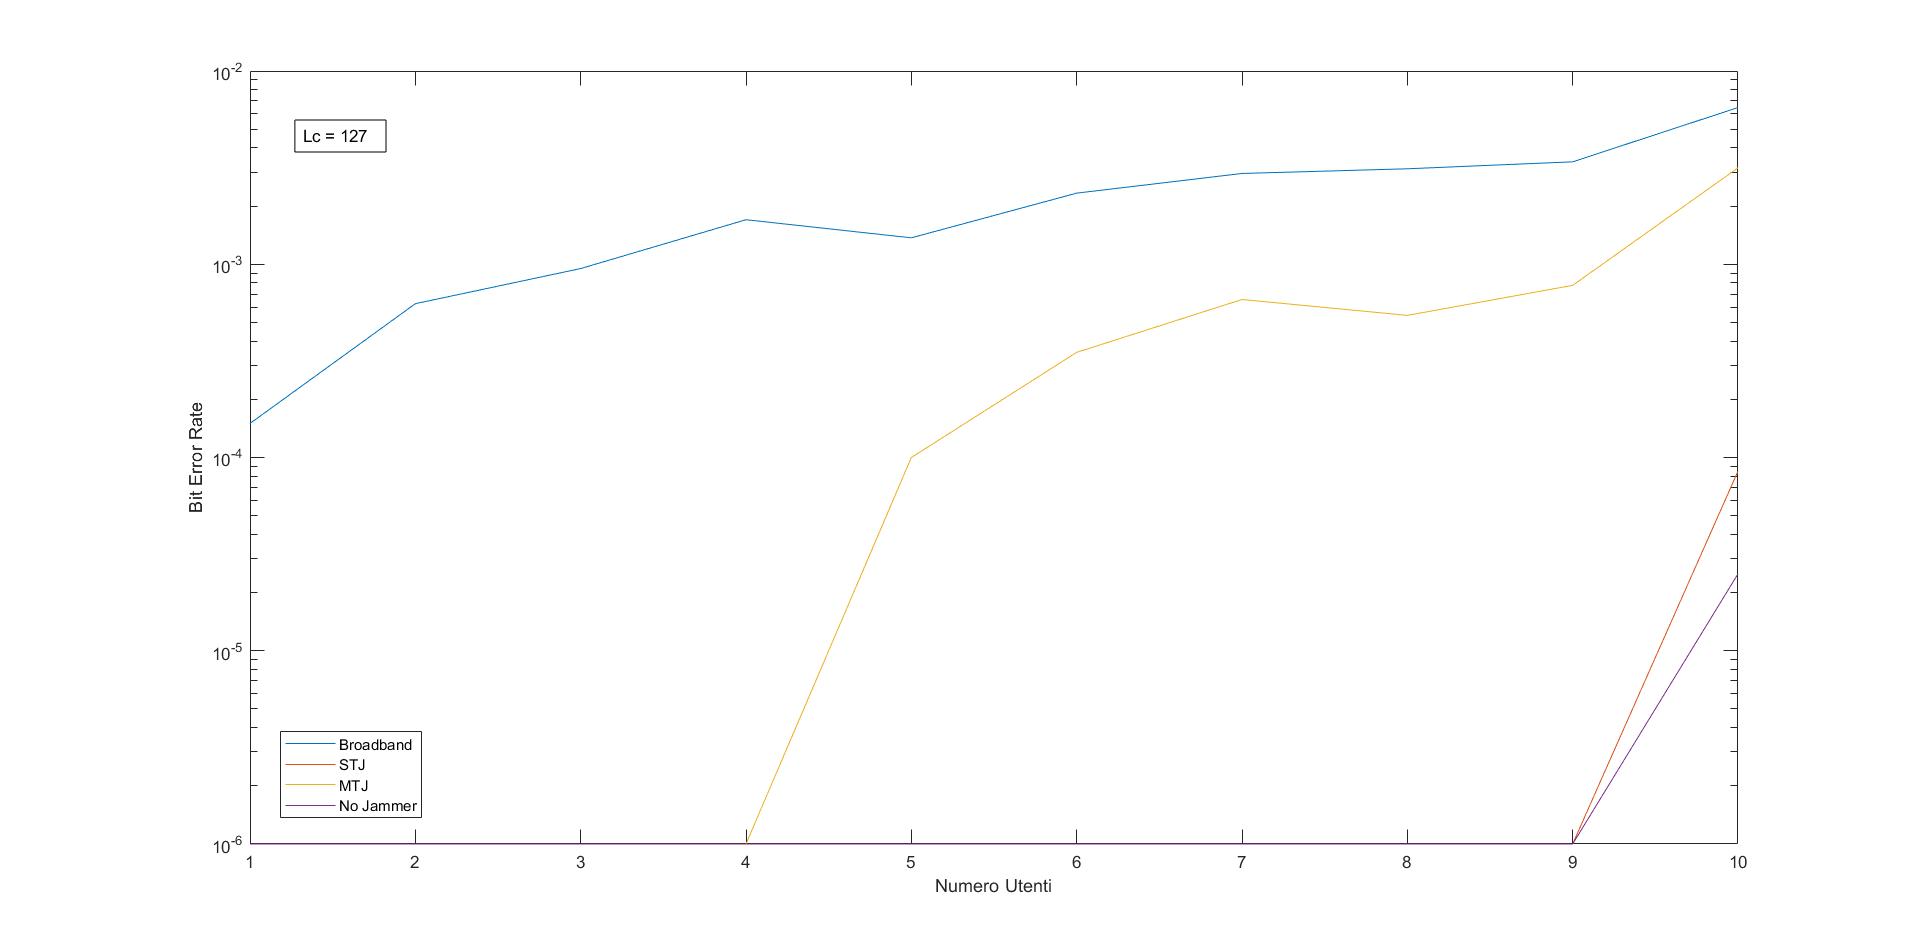 10-2
Lc = 127
10-3
10-4
10-5
10-6
Bit Error Rate
Broadband
STJ
MTJ
No Jammer
1 2 3 4 5 6 7 8 9 10
Numero Utenti